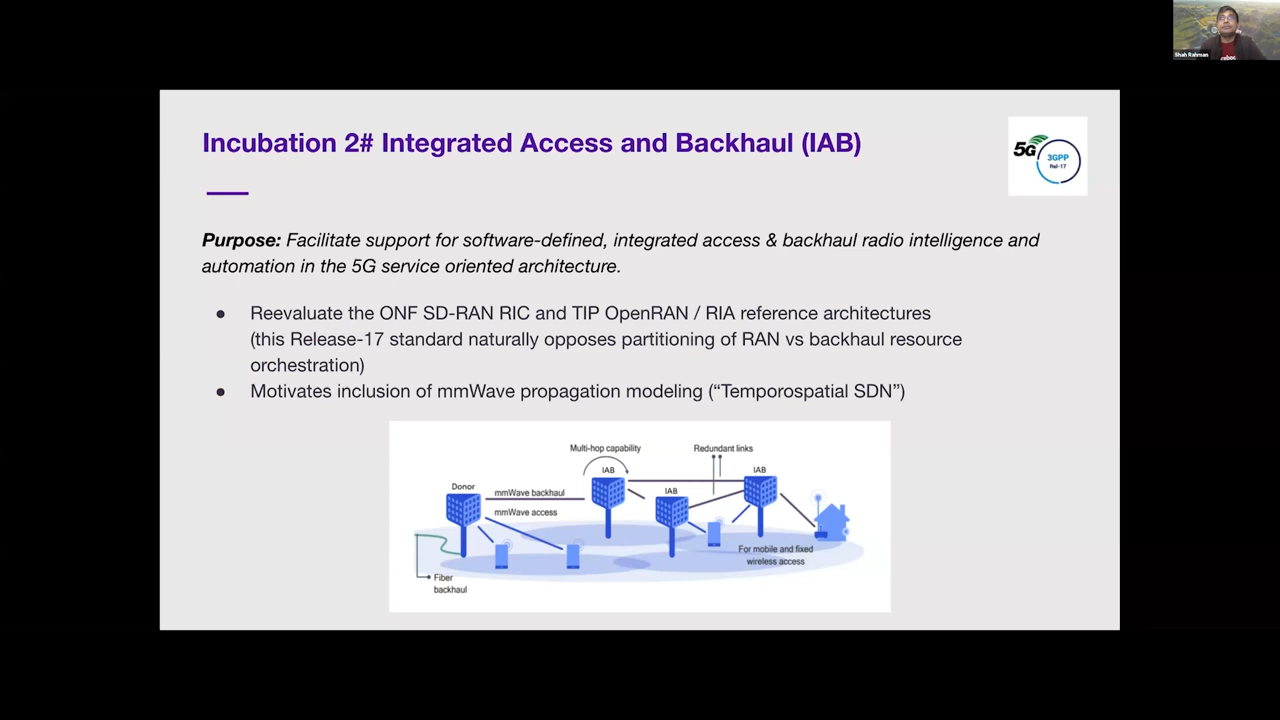 Shah Rahman
Incubation 2# Integrated Access and Backhaul (IAB)
5G
3GPP
Rel-17
Purpose: Facilitate support for software-defined, integrated access & backhaul radio intelligence and
automation in the 5G service oriented architecture.
● Reevaluate the ONF SD-RAN RIC and TIP OpenRAN / RIA reference architectures
(this Release-17 standard naturally opposes partitioning of RAN vs backhaul resource
orchestration)
● Motivates inclusion of mmWave propagation modeling (“Temporospatial SDN”)
Multi-hop capability
Redundant links
IAB
IAB
Donor
IAB
mmWave backhaul
mmWave access
For mobile and fixed
wireless access
Fiber
backhaul